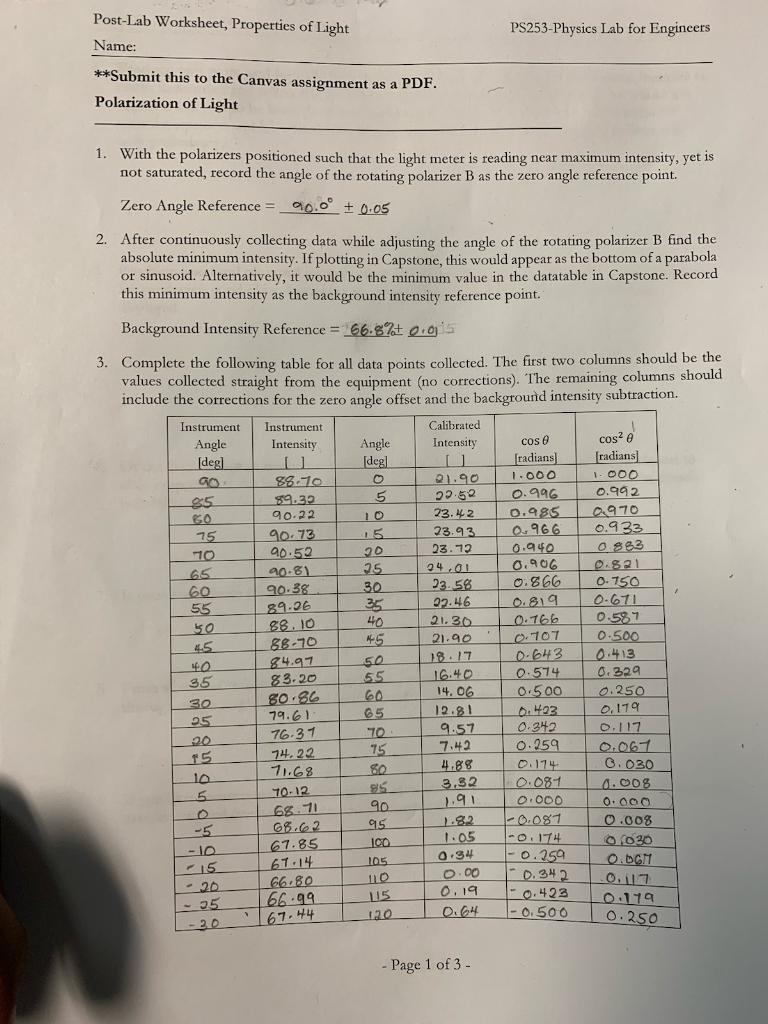 Post-Lab Worksheet, Properties of Light PS253-Physics Lab for Engineers
Name:
**Submit this to the Canvas assignment as a PDF.
Polarization of Light
1. With the polarizers positioned such that the light meter is reading near maximum intensity, yet is
not saturated, record the angle of the rotating polarizer B as the zero angle reference point.
Zero Angle Reference = 90.0° ± 0.05
2. After continuously collecting data while adjusting the angle of the rotating polarizer B find the
absolute minimum intensity. If plotting in Capstone, this would appear as the bottom of a parabola
or sinusoid. Alternatively, it would be the minimum value in the datatable in Capstone. Record
this minimum intensity as the background intensity reference point.
Background Intensity Reference = 66.8% ±
3. Complete the following table for all data points collected. The first two columns should be the
values collected straight from the equipment (no corrections). The remaining columns should
include the corrections for the zero angle offset and the background intensity subtraction.
Instrument Angle [deg] Instrument Intensity [ ] Angle [deg] Calibrated Intensity [ ] cos θ [radians] cos² θ [radians]
90 88.70 0 21.90 1.000 1.000
85 89.32 5 22.52 0.996 0.992
80 90.22 10 23.42 0.985 0.970
75 90.73 15 23.93 0.966 0.933
70 90.52 20 23.72 0.940 0.883
65 90.81 25 24.01 0.906 0.821
60 90.38 30 23.58 0.866 0.750
55 89.26 35 22.46 0.819 0.671
50 88.10 40 21.30 0.766 0.587
45 88.70 45 21.90 0.707 0.500
40 84.97 50 18.17 0.643 0.413
35 83.20 55 16.40 0.574 0.329
30 80.86 60 14.06 0.500 0.250
25 79.61 65 12.81 0.423 0.179
20 76.37 70 9.57 0.342 0.117
15 74.22 75 7.42 0.259 0.067
10 71.68 80 4.88 0.174 0.030
5 70.12 85 3.32 0.087 0.008
0 68.71 90 1.91 0.000 0.000
-5 68.62 95 1.82 -0.087 0.008
-10 67.85 100 1.05 -0.174 0.030
-15 67.14 105 0.34 -0.259 0.067
-20 66.80 110 0.00 -0.342 0.117
-25 66.99 115 0.19 -0.423 0.179
-30 67.44 120 0.64 -0.500 0.250
- Page 1 of 3 -